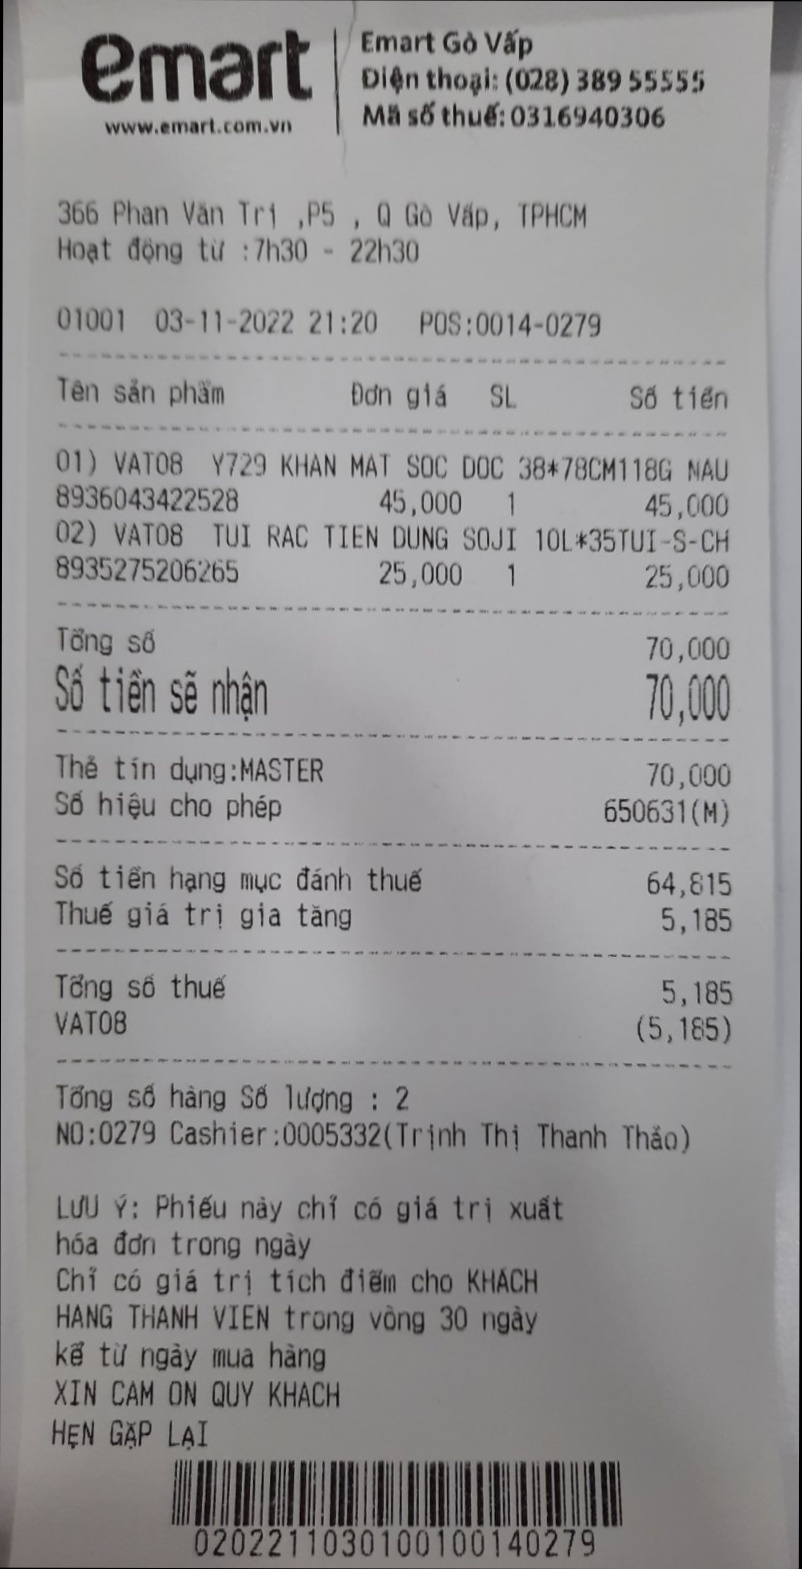 emart
www.emart.com.vn
Emart Gò Vấp
Điện thoại: (028) 389 55555
Mã số thuế: 0316940306
366 Phan Văn Trị ,P5 , Q Gò Vấp, TPHCM
Hoạt động từ :7h30 - 22h30
01001 03-11-2022 21:20 POS:0014-0279
Tên sản phẩm Đơn giá SL Số tiền
01) VAT08 Y729 KHAN MAT SOC DOC 38*78CM118G NAU
8936043422528 45,000 1 45,000
02) VAT08 TUI RAC TIEN DUNG SOJI 10L*35TUI-S-CH
8935275206265 25,000 1 25,000
Tổng số 70,000
Số tiền sẽ nhận 70,000
Thẻ tín dụng:MASTER 70,000
Số hiệu cho phép 650631(M)
Số tiền hạng mục đánh thuế 64,815
Thuế giá trị gia tăng 5,185
Tổng số thuế 5,185
VAT08 (5,185)
Tổng số hàng Số lượng : 2
NO:0279 Cashier:0005332(Trịnh Thị Thanh Thảo)
LƯU Ý: Phiếu này chỉ có giá trị xuất
hóa đơn trong ngày
Chỉ có giá trị tích điểm cho KHÁCH
HANG THANH VIEN trong vòng 30 ngày
kể từ ngày mua hàng
XIN CAM ON QUY KHACH
HẸN GẶP LẠI
0202211030100100140279